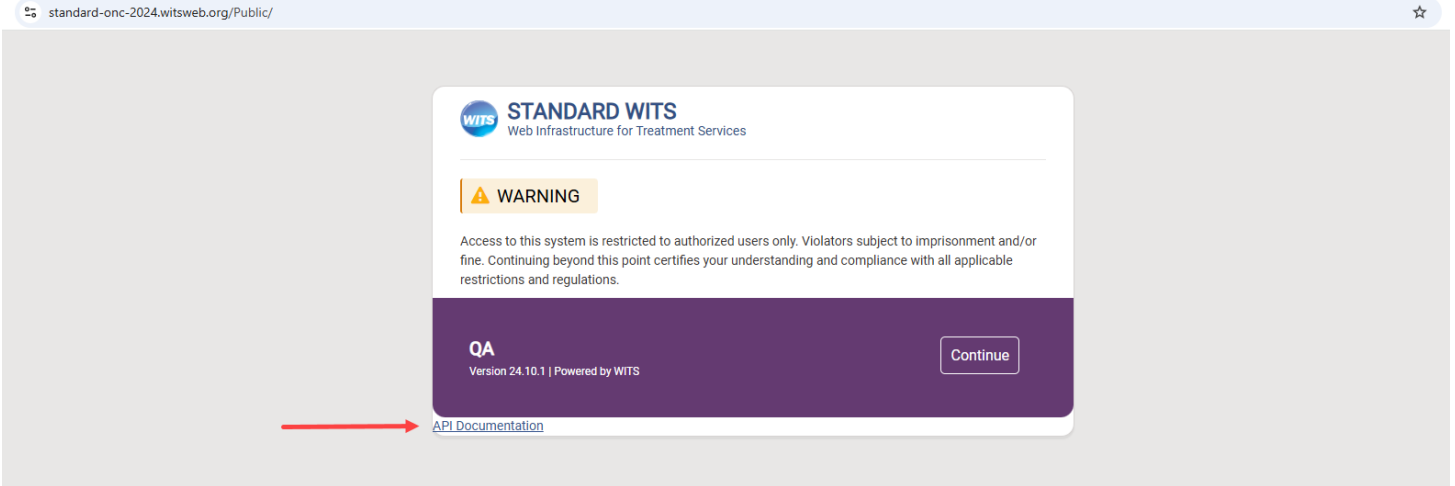 standard-onc-2024.witsweb.org/Public/
WITS
STANDARD WITS
Web Infrastructure for Treatment Services
WARNING
Access to this system is restricted to authorized users only. Violators subject to imprisonment and/or
fine. Continuing beyond this point certifies your understanding and compliance with all applicable
restrictions and regulations.
QA
Version 24.10.1 | Powered by WITS
Continue
API Documentation